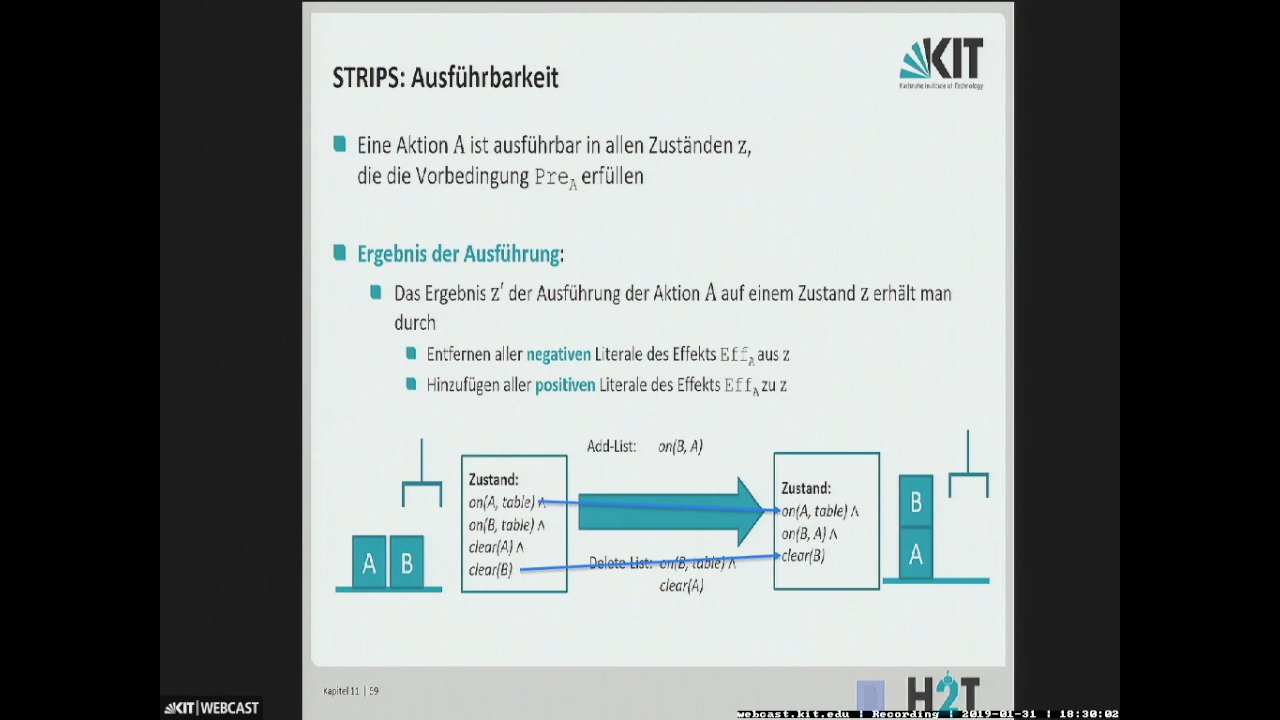 STRIPS: Ausführbarkeit
KIT
Karlsruhe Institute of Technology
Eine Aktion A ist ausführbar in allen Zuständen z,
die die Vorbedingung Pre_A erfüllen
Ergebnis der Ausführung:
Das Ergebnis z′ der Ausführung der Aktion A auf einem Zustand z erhält man
durch
Entfernen aller negativen Literale des Effekts Eff_A aus z
Hinzufügen aller positiven Literale des Effekts Eff_A zu z
Add-List: on(B, A)
Zustand:
on(A, table) ∧
on(B, table) ∧
clear(A) ∧
clear(B)
A B
Delete-List: on(B, table) ∧
clear(A)
Zustand:
on(A, table) ∧
on(B, A) ∧
clear(B)
B
A
Kapitel 11 | 59
H2T
KIT | WEBCAST
webcast.kit.edu | Recording | 2019-01-31 | 18:30:02